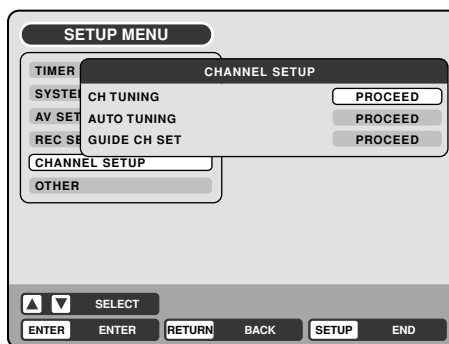 SETUP MENU
TIMER
CHANNEL SETUP
SYSTE
CH TUNING PROCEED
AV SET
AUTO TUNING PROCEED
REC SE
GUIDE CH SET PROCEED
CHANNEL SETUP
OTHER
▲ ▼ SELECT
ENTER ENTER RETURN BACK SETUP END